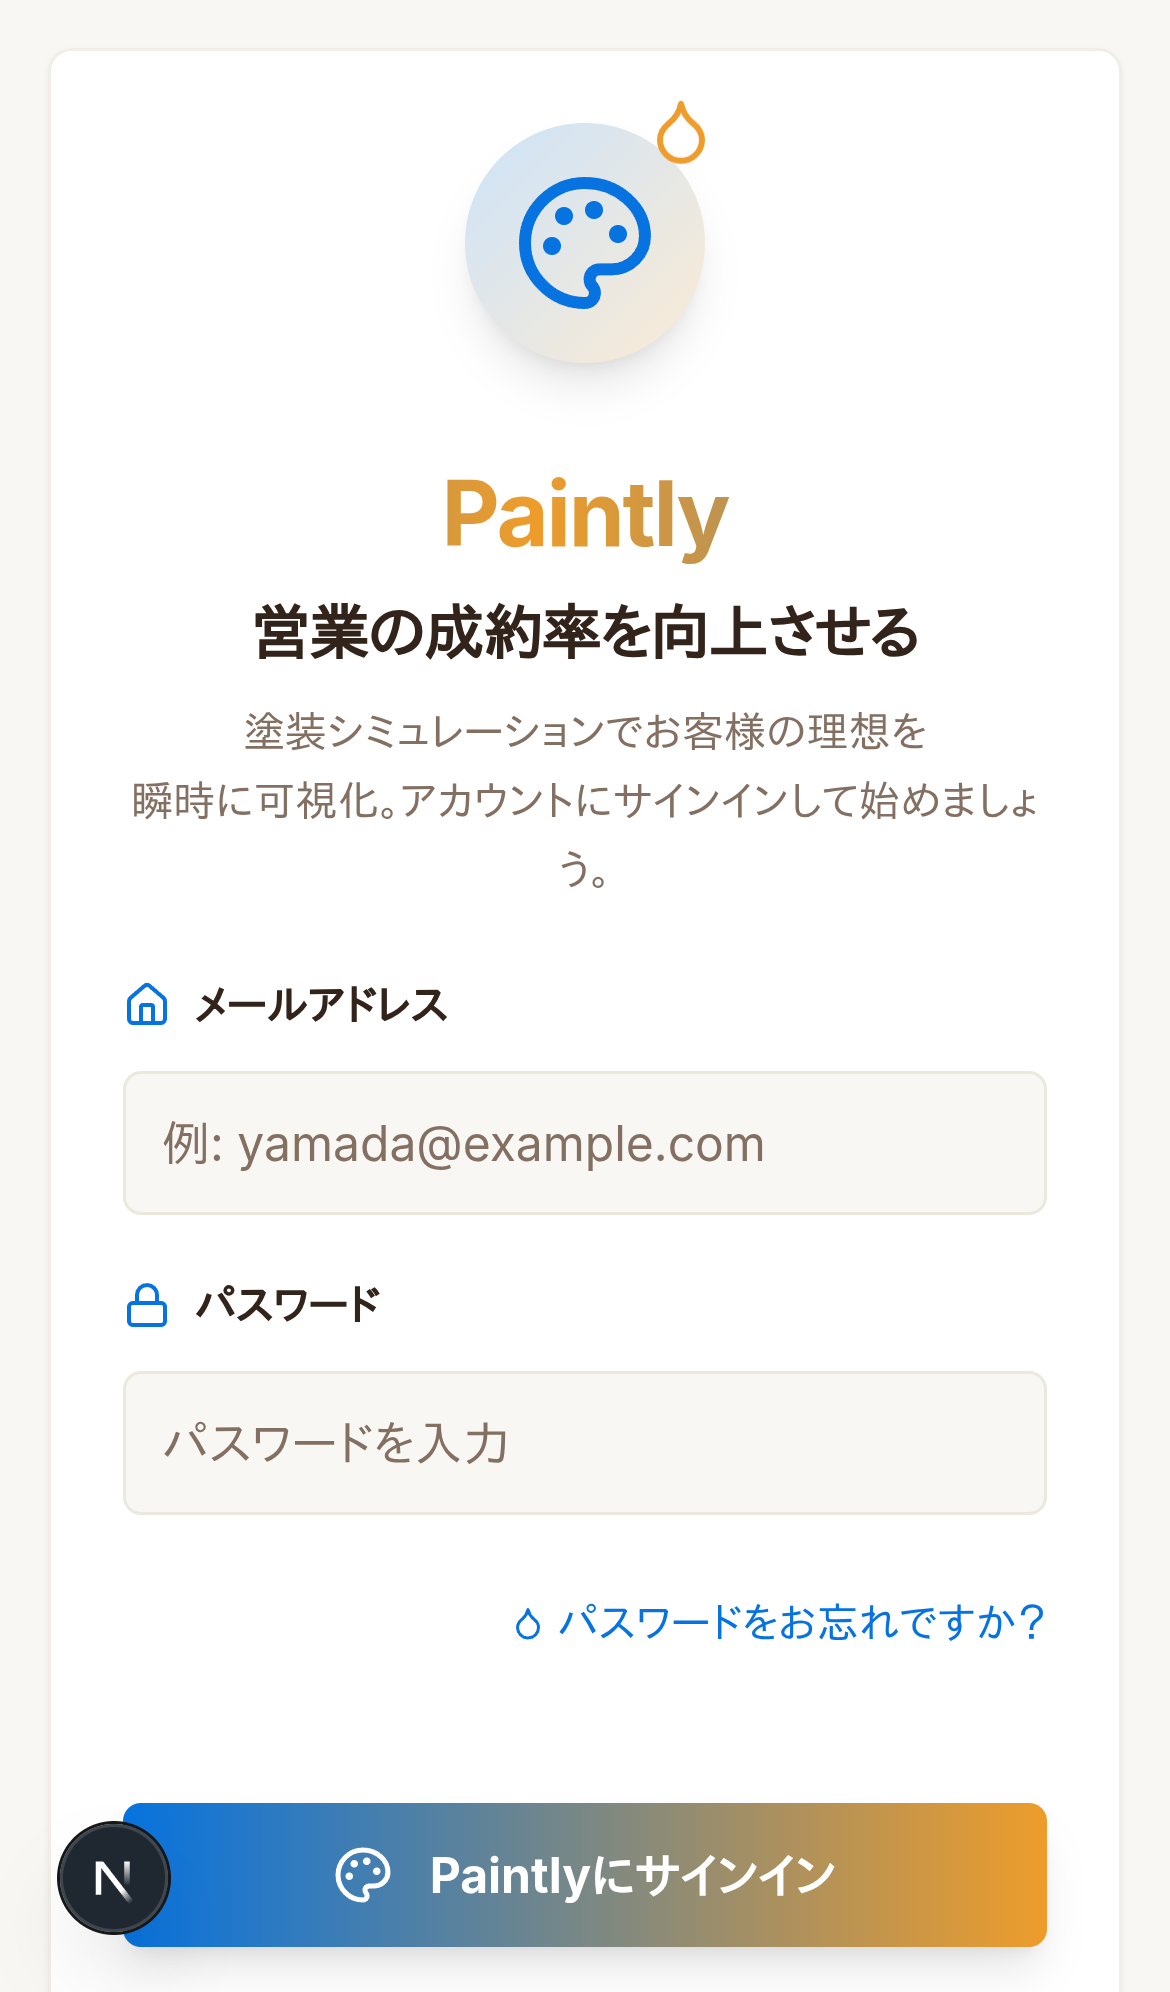 Paintly
営業の成約率を向上させる
塗装シミュレーションでお客様の理想を
瞬時に可視化。アカウントにサインインして始めましょ
う。
メールアドレス
例: yamada@example.com
パスワード
パスワードを入力
パスワードをお忘れですか？
N
Paintlyにサインイン